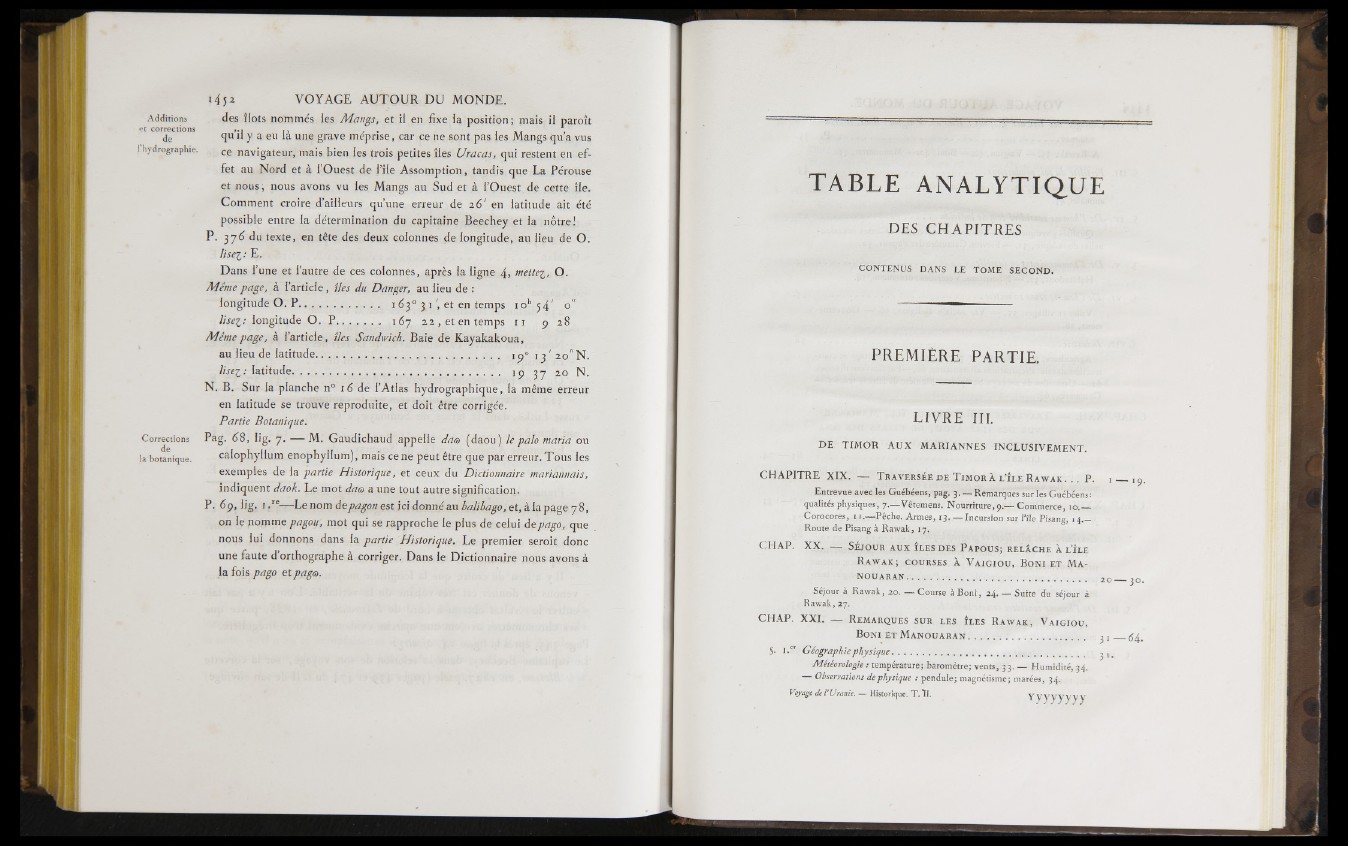 1452 VOYAGE AUTOUR DU MONDE.
Additions
et corrections
de
l'hydrographie.
des îlots nommés les Mangs, et il en fixe la position; mais il paroît
qu'il y a eu là une grave méprise, car ce ne sont pas les Mangs qu'a vus
ce navigateur, mais bien les trois petites îles Uracas, qui restent en ef-
fet au Nord et à l'Ouest de l'île Assomption, tandis que La Pérouse
et nous, nous avons vu les Mangs au Sud et à l'Ouest de cette île.
Comment croire d'ailleurs qu'une erreur de 26' en latitude ait été
possible entre la détermination du capitaine Beechey et la nôtre!
P. 376 du texte, en tête des deux colonnes de longitude, au lieu de O.
lisez: E.
Dans l'une et l'autre de ces colonnes, après la ligne 4, mettez, O.
Même page, à l'article, îles du Danger, au lieu de :
longitude O. P............. 163° 31', et en temps 10h 54' 0"
lisez: longitude O. P....... 167 22, et en temps 11 9 28
Même page, à l'article, îles Sandwich. Baie de Kayakakoua,
au lieu de latitude........................... 19° 13' 20" N.
lisez: latitude............................. 19 37 20 N.
N. B. Sur la planche n° 16 de l'Atlas hydrographique, la même erreur
en latitude se trouve reproduite, et doit être corrigée.
Partie Botanique.
Corrections
de
la botanique.
Pag. 68, lig. 7. — M. Gaudichaud appelle daꝏ (daou) le palo maria ou
calophyllum enophyllum), mais ce ne peut être que par erreur. Tous les
exemples de la partie Historique, et ceux du Dictionnaire mariannais,
indiquent daok. Le mot daꝏ a une tout autre signification.
P. 69, lig. 1.re—Le nom de pagon est ici donné au balibago, et, à la page 78,
on le nomme pagou, mot qui se rapproche le plus de celui de pago, que
nous lui donnons dans la partie Historique. Le premier seroit donc
une faute d'orthographe à corriger. Dans le Dictionnaire nous avons à
la fois pago et pagꝏ.
TABLE ANALYTIQUE
DES CHAPITRES
CONTENUS DANS LE TOME SECOND.
PREMIÈRE PARTIE.
LIVRE III.
DE TIMOR AUX MARIANNES INCLUSIVEMENT.
CHAPITRE XIX. — Traversée de Timor à l'île Rawak... P. 1 — 19.
Entrevue avec les Guébéens, pag. 3. — Remarques sur les Guébéens:
qualités physiques, 7.—Vêtemens. Nourriture, 9.— Commerce, 10.—
Corocores, 11.—Pêche. Armes, 13. — Incursion sur l'île Pisang, 14.—
Route de Pisang à Rawak, 17.
CHAP. XX. — Séjour aux îles des Papous; relâche à l'île
Rawak; courses à Vaigiou, Boni et Ma-
nouaran.............................. 20 — 30.
Séjour à Rawak, 20. — Course à Boni, 24. — Suite du séjour à
Rawak, 27.
CHAP. XXI. — Remarques sur les îles Rawak, Vaigiou,
Boni et Manouaran.................... 31 — 64.
§. 1.er Géographie physique................................ 31.
Météorologie : température; baromètre; vents, 33. — Humidité, 34.
— Observations de physique : pendule; magnétisme; marées, 34.
Voyage de l'Uranie. — Historique. T. II. Yyyyyyyy